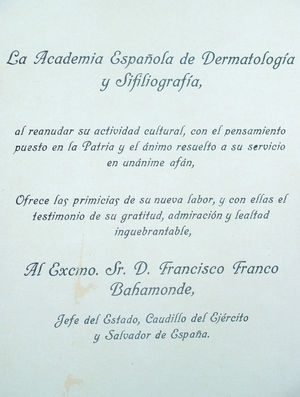 La Academia Española de Dermatología
y Sifiliografía,
al reanudar su actividad cultural, con el pensamiento
puesto en la Patria y el ánimo resuelto a su servicio
en unánime afán,
Ofrece las primicias de su nueva labor, y con ellas el
testimonio de su gratitud, admiración y lealtad
inquebrantable,
Al Excmo. Sr. D. Francisco Franco
Bahamonde,
Jefe del Estado, Caudillo del Ejército
y Salvador de España.